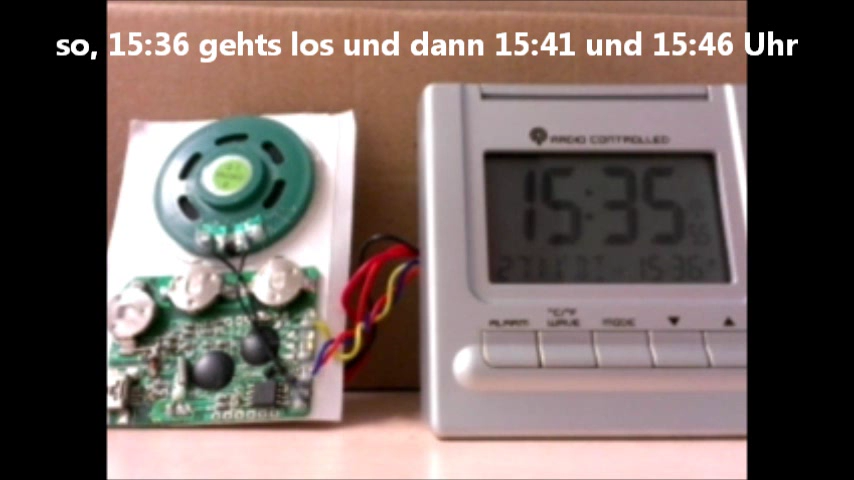 so, 15:36 gehts los und dann 15:41 und 15:46 Uhr
RADIO CONTROLLED
15:35
15:36
ALARM °C/°F WAVE MODE ▼ ▲